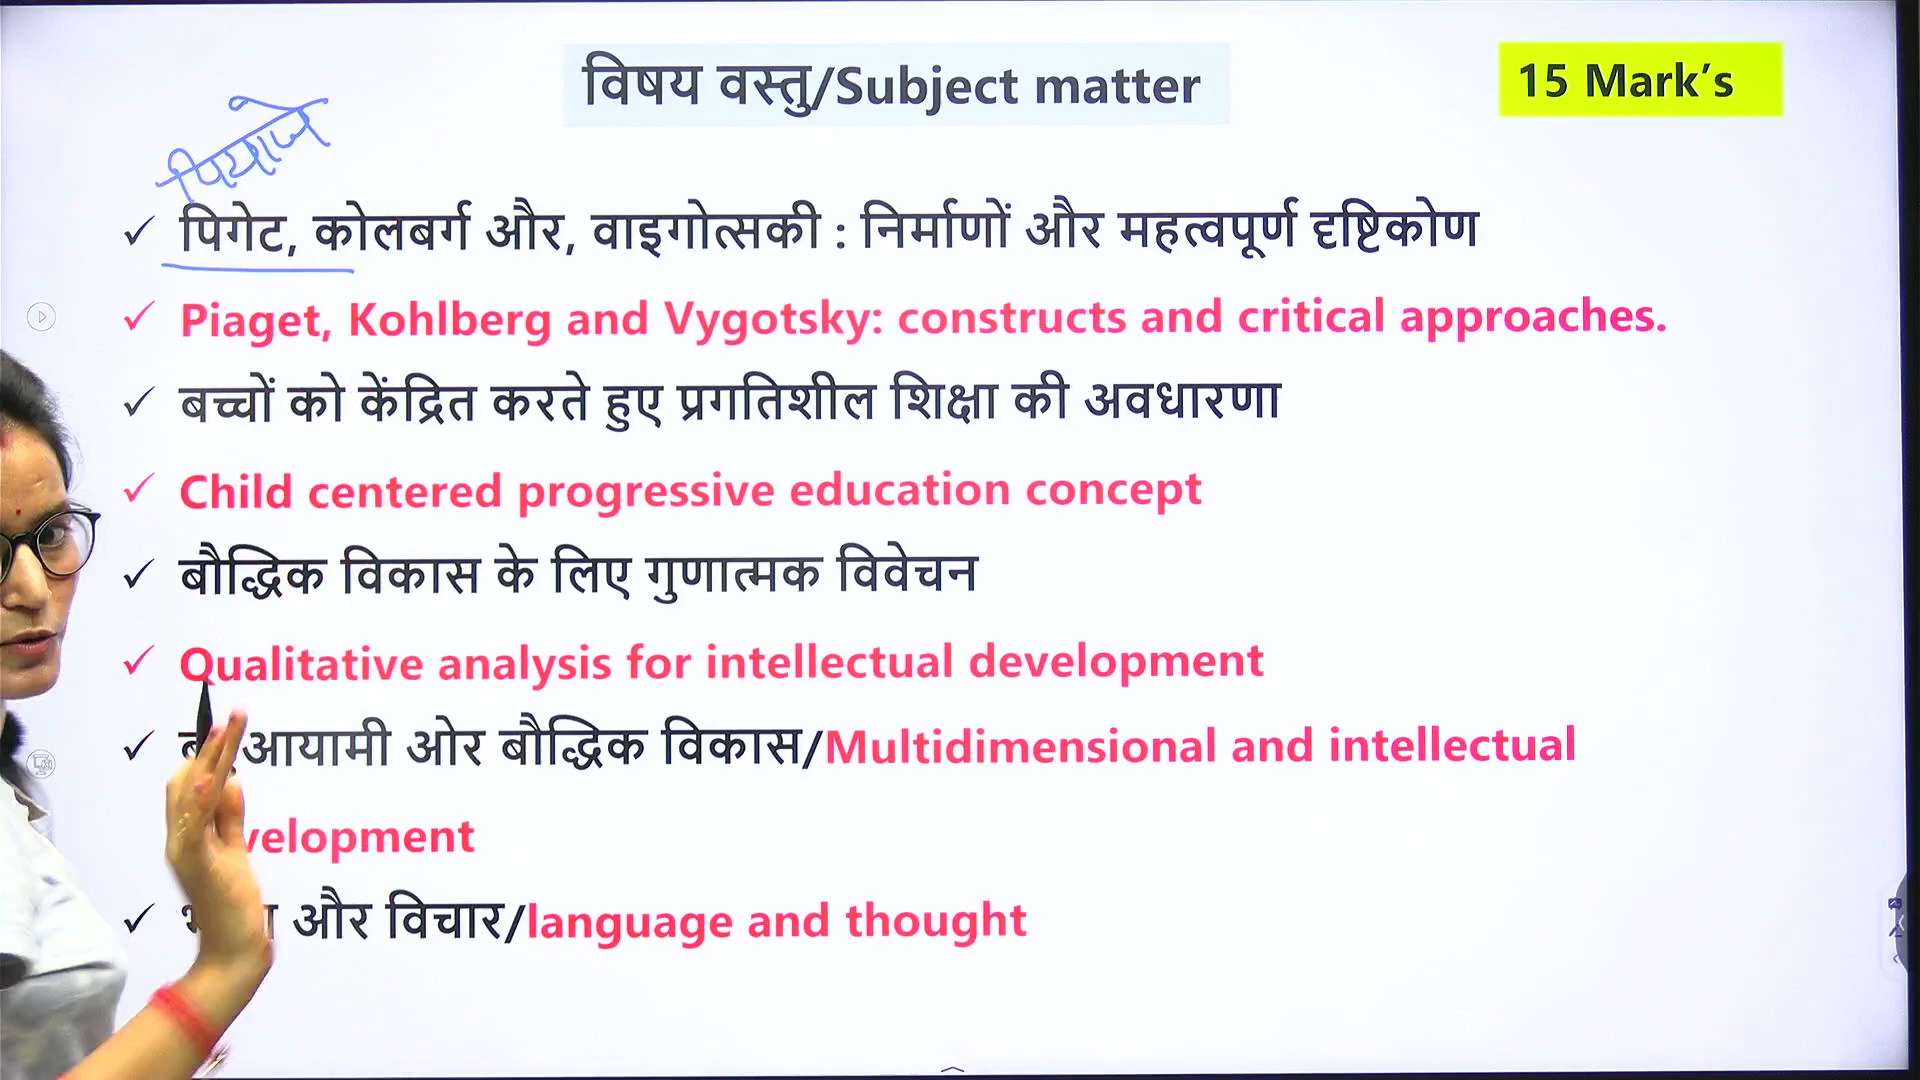 विषय वस्तु/Subject matter
15 Mark’s
पियाजे
पिगेट, कोलबर्ग और, वाइगोत्सकी : निर्माणों और महत्वपूर्ण दृष्टिकोण
Piaget, Kohlberg and Vygotsky: constructs and critical approaches.
बच्चों को केंद्रित करते हुए प्रगतिशील शिक्षा की अवधारणा
Child centered progressive education concept
बौद्धिक विकास के लिए गुणात्मक विवेचन
Qualitative analysis for intellectual development
आयामी ओर बौद्धिक विकास/Multidimensional and intellectual
velopment
और विचार/language and thought